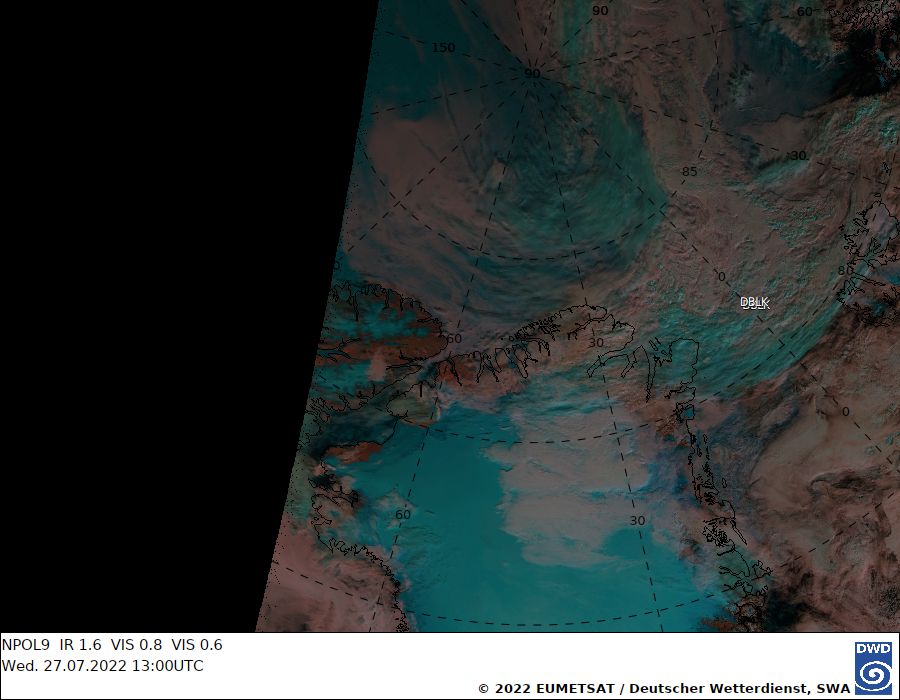 90
60
150
90
30
85
0
80
DBLK
60
30
0
60
30
NPOL9 IR 1.6 VIS 0.8 VIS 0.6
Wed. 27.07.2022 13:00UTC
DWD
© 2022 EUMETSAT / Deutscher Wetterdienst, SWA